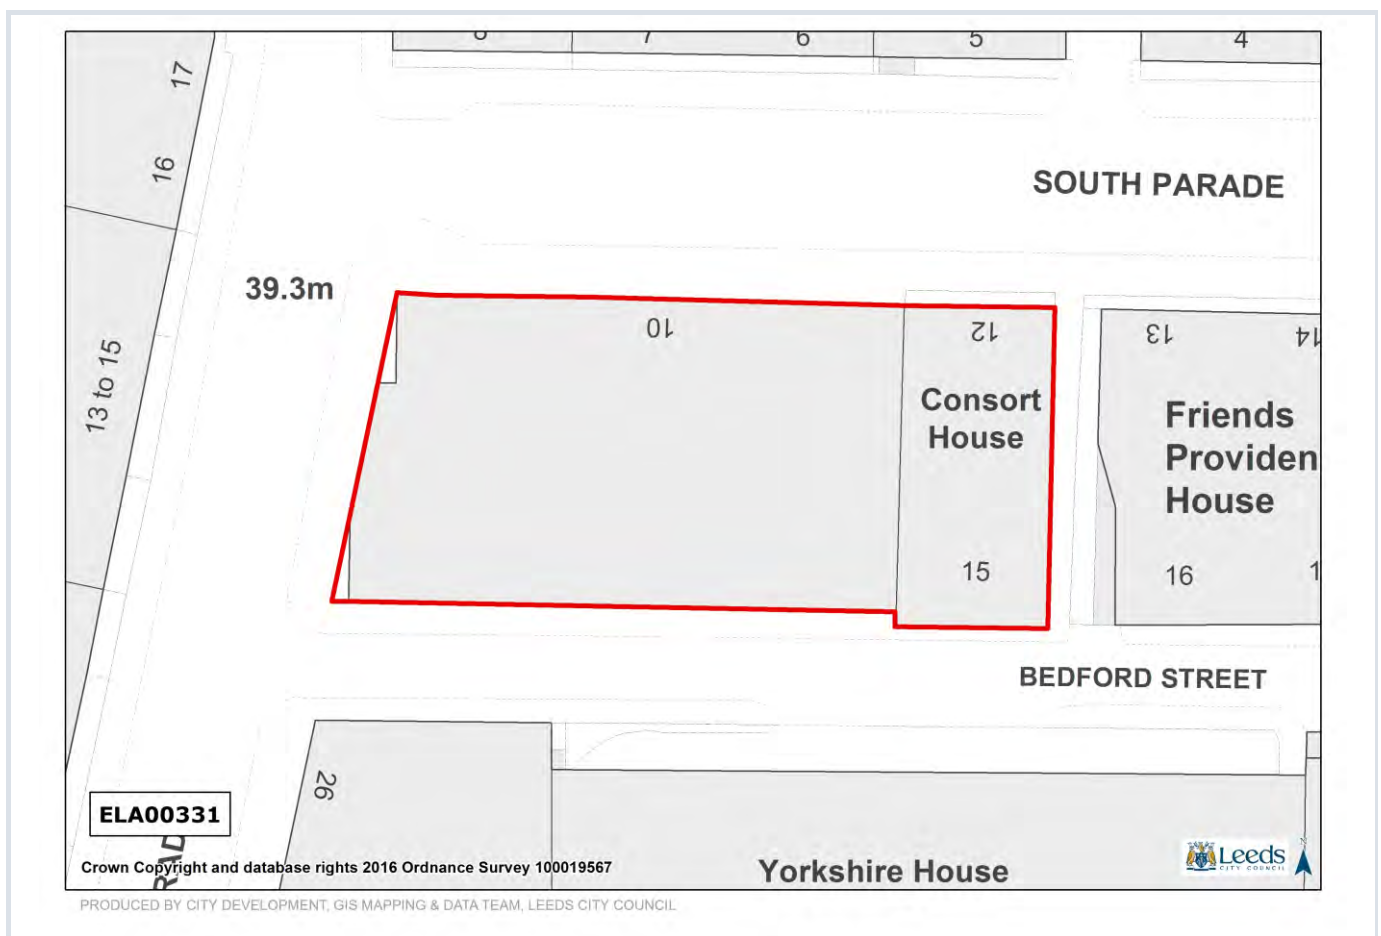 7
6
5
4
17
16
SOUTH PARADE
39.3m
10
12
13
14
13 to 15
Consort
House
Friends
Providen
House
15
16
1
BEDFORD STREET
26
ELA00331
Crown Copyright and database rights 2016 Ordnance Survey 100019567
Yorkshire House
Leeds
CITY COUNCIL
PRODUCED BY CITY DEVELOPMENT, GIS MAPPING & DATA TEAM, LEEDS CITY COUNCIL